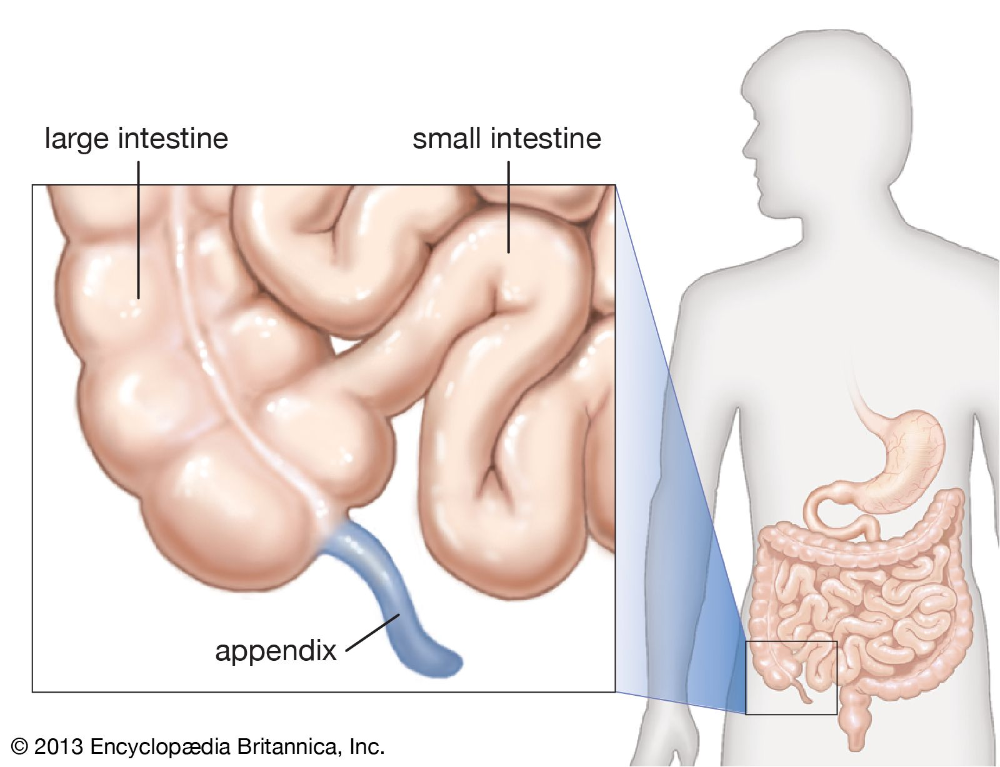 large intestine
small intestine
appendix
© 2013 Encyclopædia Britannica, Inc.